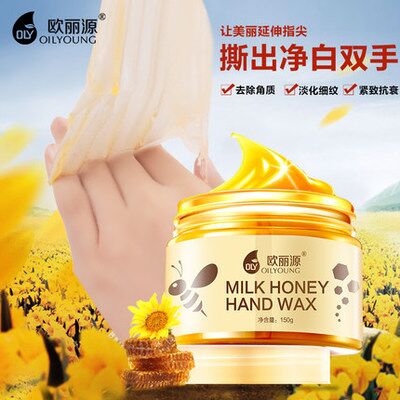 OLY 欧丽源®
OILYOUNG
让美丽延伸指尖
撕出净白双手
✓去除角质 ✓淡化细纹 ✓紧致抗衰
OLY 欧丽源®
OILYOUNG
MILK HONEY
HAND WAX
净含量：150g